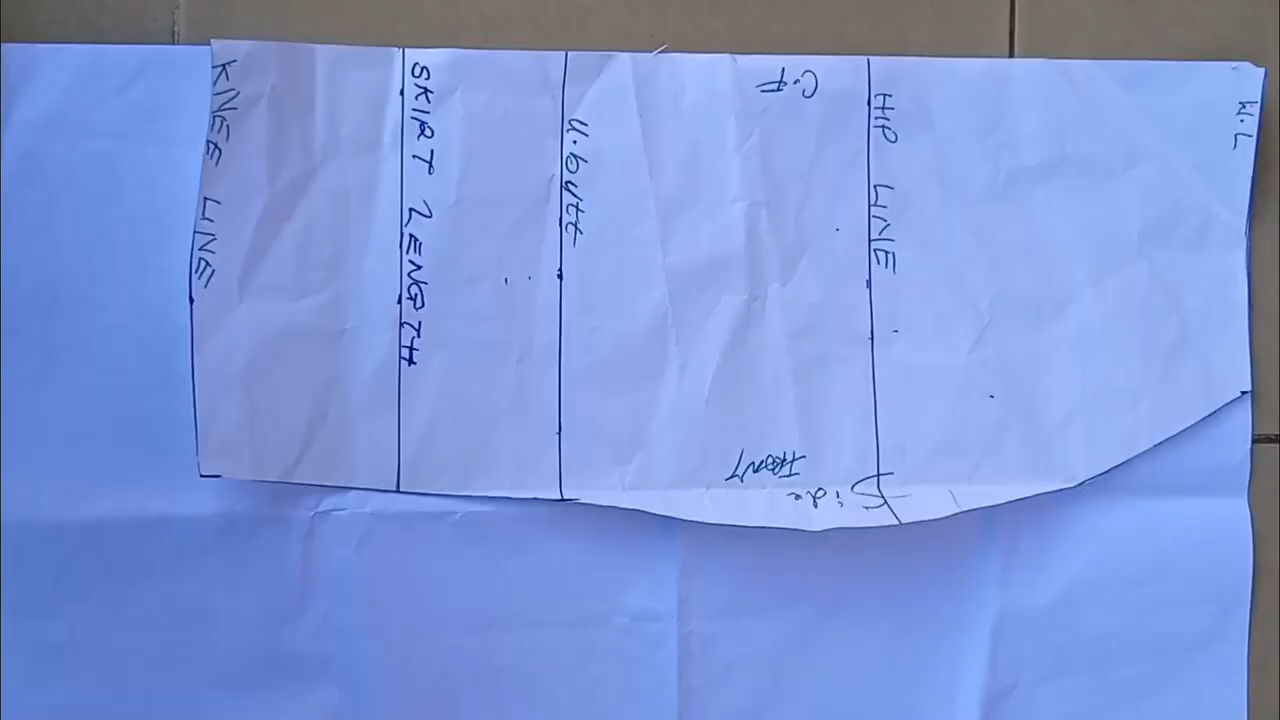 W.L
HIP LINE
C.F
U.butt
SKIRT LENGTH
KNEE LINE
Side
FRONT